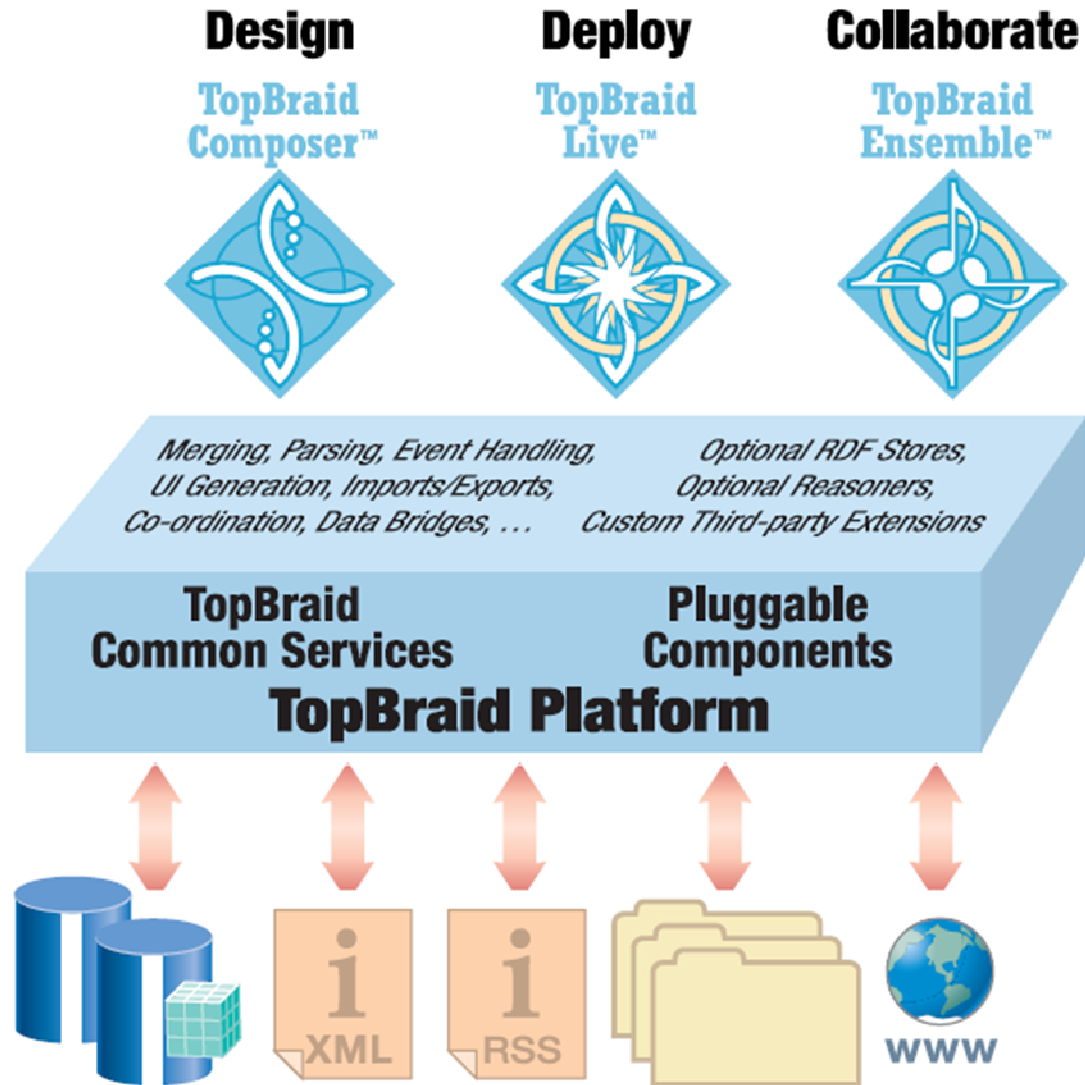 Design
Deploy
Collaborate
TopBraid
Composer™
TopBraid
Live™
TopBraid
Ensemble™
Merging, Parsing, Event Handling,
UI Generation, Imports/Exports,
Co-ordination, Data Bridges, ...
Optional RDF Stores,
Optional Reasoners,
Custom Third-party Extensions
TopBraid
Common Services
Pluggable
Components
TopBraid Platform
i
XML
i
RSS
WWW